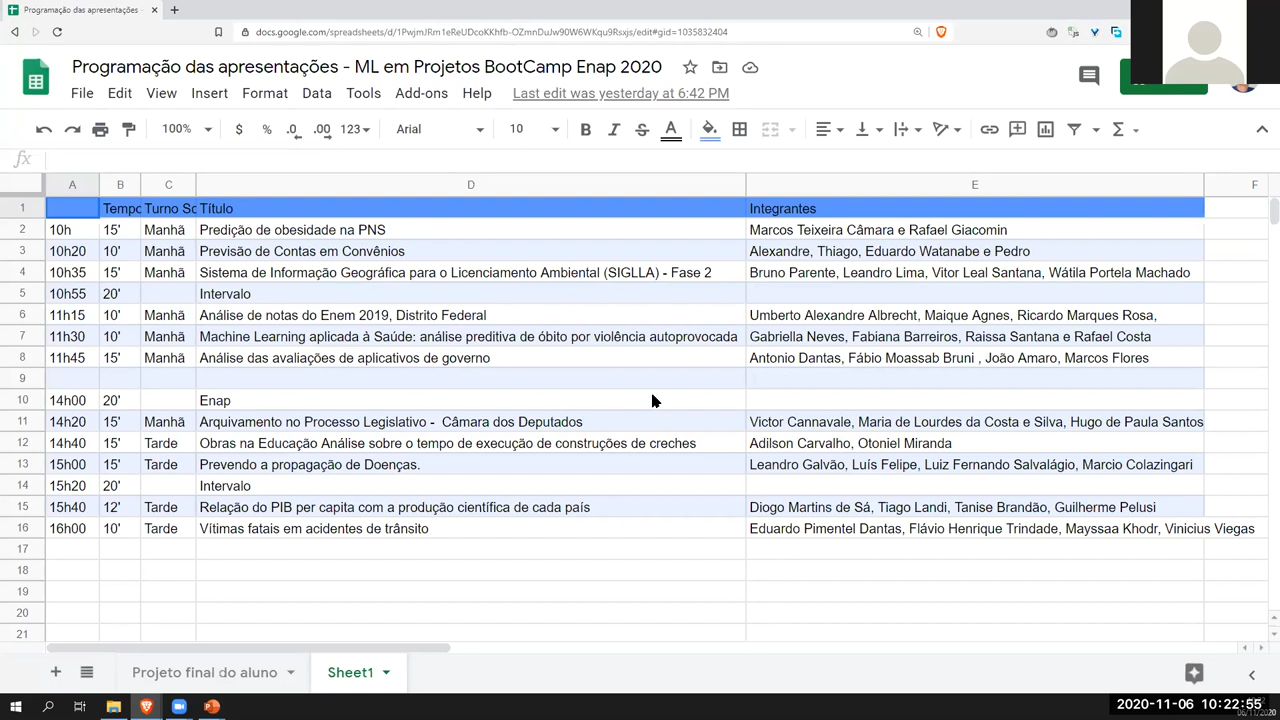 Programação das apresentações -
docs.google.com/spreadsheets/d/1PwjmJRm1eReUDcoKKhfb-OZmnDuJw90W6WKqu9Rsxjs/edit#gid=1035832404
Programação das apresentações - ML em Projetos BootCamp Enap 2020
File Edit View Insert Format Data Tools Add-ons Help Last edit was yesterday at 6:42 PM
100% $ % .0 .00 123 Arial 10 B I S A
fx
A B C D E F
1 Tempo Turno So Título Integrantes
2 10h 15' Manhã Predição de obesidade na PNS Marcos Teixeira Câmara e Rafael Giacomin
3 10h20 10' Manhã Previsão de Contas em Convênios Alexandre, Thiago, Eduardo Watanabe e Pedro
4 10h35 15' Manhã Sistema de Informação Geográfica para o Licenciamento Ambiental (SIGLLA) - Fase 2 Bruno Parente, Leandro Lima, Vitor Leal Santana, Wátila Portela Machado
5 10h55 20' Intervalo
6 11h15 10' Manhã Análise de notas do Enem 2019, Distrito Federal Umberto Alexandre Albrecht, Maique Agnes, Ricardo Marques Rosa,
7 11h30 10' Manhã Machine Learning aplicada à Saúde: análise preditiva de óbito por violência autoprovocada Gabriella Neves, Fabiana Barreiros, Raissa Santana e Rafael Costa
8 11h45 15' Manhã Análise das avaliações de aplicativos de governo Antonio Dantas, Fábio Moassab Bruni , João Amaro, Marcos Flores
9
10 14h00 20' Enap
11 14h20 15' Manhã Arquivamento no Processo Legislativo - Câmara dos Deputados Victor Cannavale, Maria de Lourdes da Costa e Silva, Hugo de Paula Santos
12 14h40 15' Tarde Obras na Educação Análise sobre o tempo de execução de construções de creches Adilson Carvalho, Otoniel Miranda
13 15h00 15' Tarde Prevendo a propagação de Doenças. Leandro Galvão, Luís Felipe, Luiz Fernando Salvalágio, Marcio Colazingari
14 15h20 20' Intervalo
15 15h40 12' Tarde Relação do PIB per capita com a produção científica de cada país Diogo Martins de Sá, Tiago Landi, Tanise Brandão, Guilherme Pelusi
16 16h00 10' Tarde Vítimas fatais em acidentes de trânsito Eduardo Pimentel Dantas, Flávio Henrique Trindade, Mayssaa Khodr, Vinicius Viegas
17
18
19
20
21
Projeto final do aluno Sheet1
2020-11-06 10:22:55